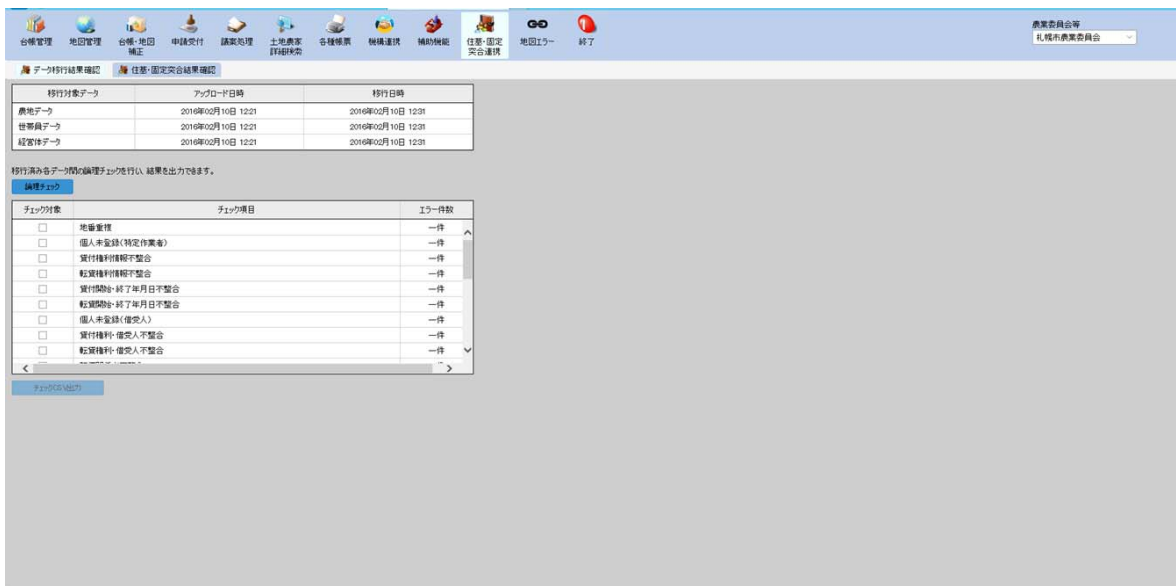 台帳管理 地図管理 台帳・地図補正 申請受付 議案処理 土地農家詳細検索 各種帳票 機構連携 補助機能 住基・固定突合連携 地図エラー 終了
農業委員会等
札幌市農業委員会
データ移行結果確認 住基・固定突合結果確認
移行対象データ アップロード日時 移行日時
農地データ 2016年02月10日 12:21 2016年02月10日 12:31
世帯員データ 2016年02月10日 12:21 2016年02月10日 12:31
経営体データ 2016年02月10日 12:21 2016年02月10日 12:31
移行済み各データ間の論理チェックを行い、結果を出力できます。
論理チェック
チェック対象 チェック項目 エラー件数
地番重複 ー件
個人未登録(特定作業者) ー件
貸付権利情報不整合 ー件
転貸権利情報不整合 ー件
貸付開始・終了年月日不整合 ー件
転貸開始・終了年月日不整合 ー件
個人未登録(借受人) ー件
貸付権利・借受人不整合 ー件
転貸権利・借受人不整合 ー件
チェックCSV出力